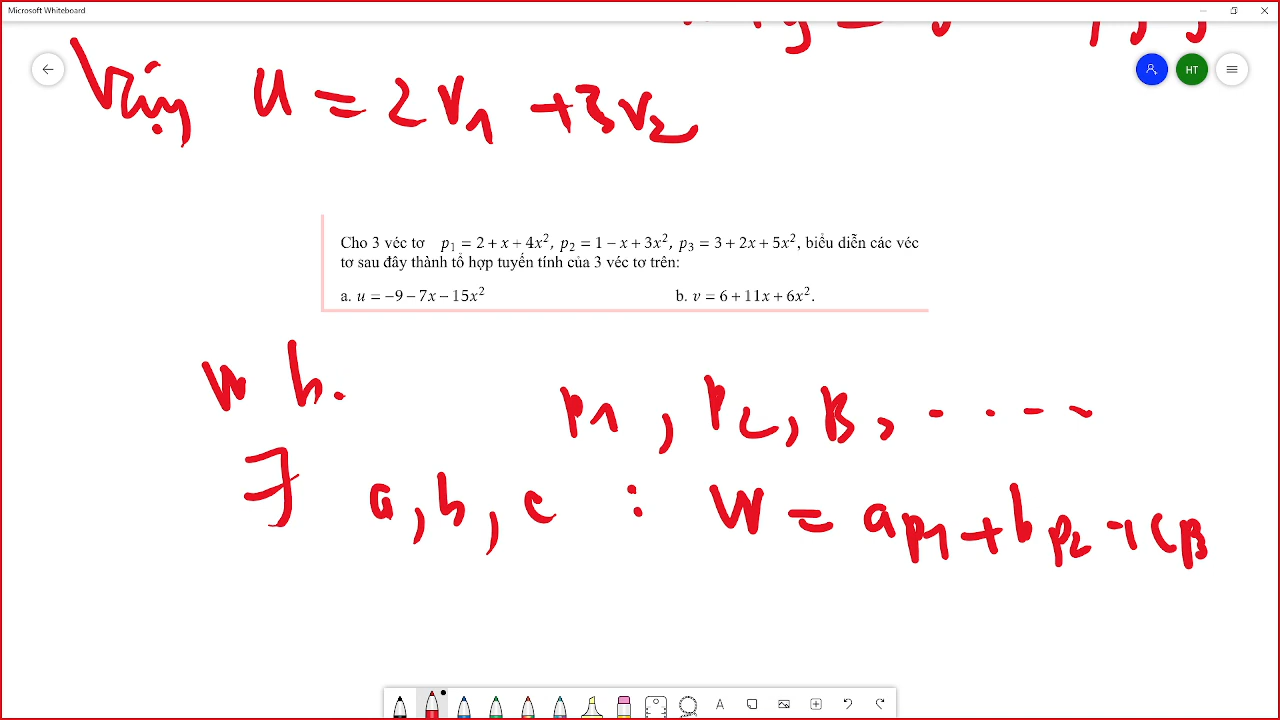 Microsoft Whiteboard
HT
Vậy u = 2v₁ + 3v₂
Cho 3 véc tơ p₁ = 2 + x + 4x², p₂ = 1 − x + 3x², p₃ = 3 + 2x + 5x², biểu diễn các véc
tơ sau đây thành tổ hợp tuyến tính của 3 véc tơ trên:
a. u = −9 − 7x − 15x² b. v = 6 + 11x + 6x².
p₁, p₂, p₃, ....
∃ a, b, c : w = ap₁ + bp₂ + cp₃
A